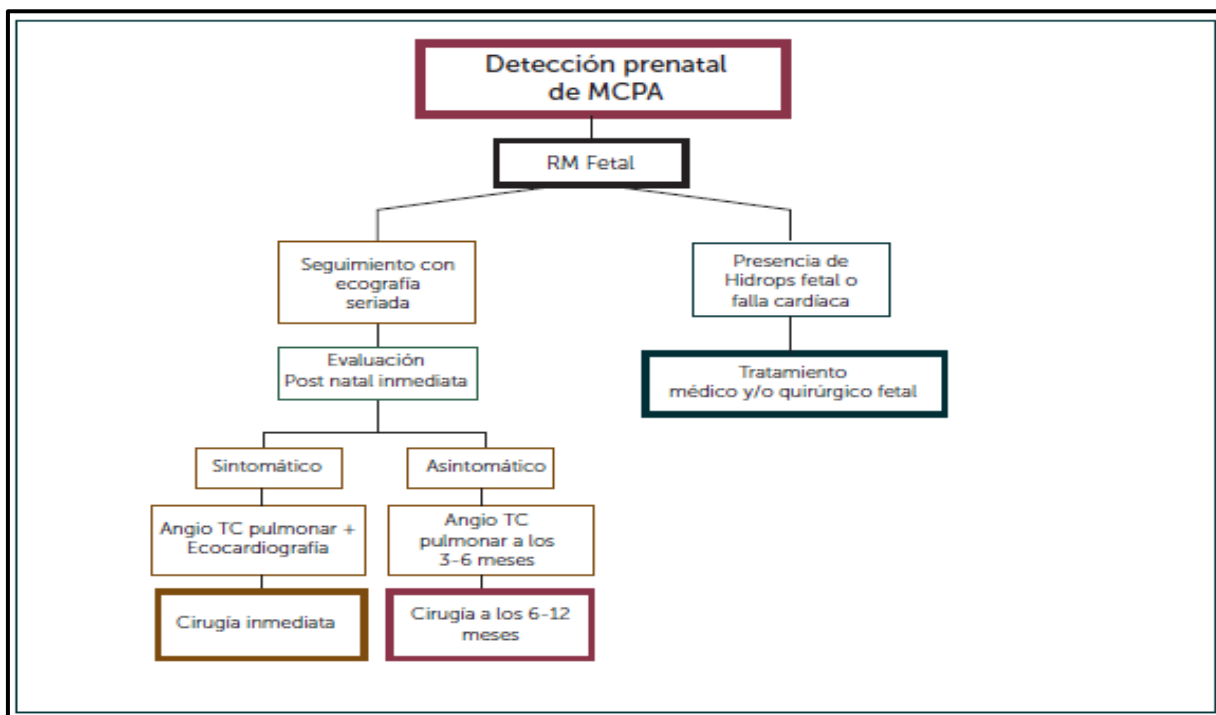 Detección prenatal
de MCPA
RM Fetal
Seguimiento con
ecografía
seriada
Presencia de
Hidrops fetal o
falla cardíaca
Evaluación
Post natal inmediata
Tratamiento
médico y/o quirúrgico fetal
Sintomático
Asintomático
Angio TC pulmonar +
Ecocardiografía
Angio TC
pulmonar a los
3-6 meses
Cirugía inmediata
Cirugía a los 6-12
meses